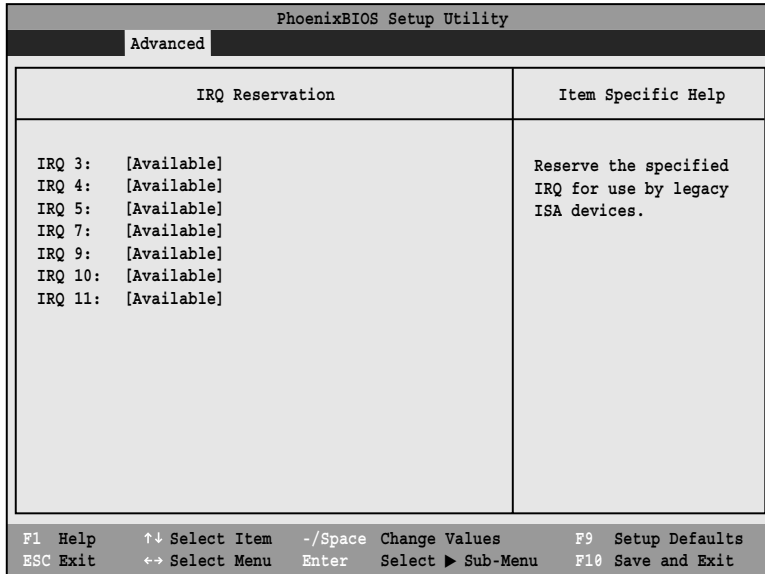 PhoenixBIOS Setup Utility
Advanced
IRQ Reservation
Item Specific Help
IRQ 3: [Available]
IRQ 4: [Available]
IRQ 5: [Available]
IRQ 7: [Available]
IRQ 9: [Available]
IRQ 10: [Available]
IRQ 11: [Available]
Reserve the specified
IRQ for use by legacy
ISA devices.
F1 Help ↑↓ Select Item -/Space Change Values F9 Setup Defaults
ESC Exit ←→ Select Menu Enter Select ▶ Sub-Menu F10 Save and Exit